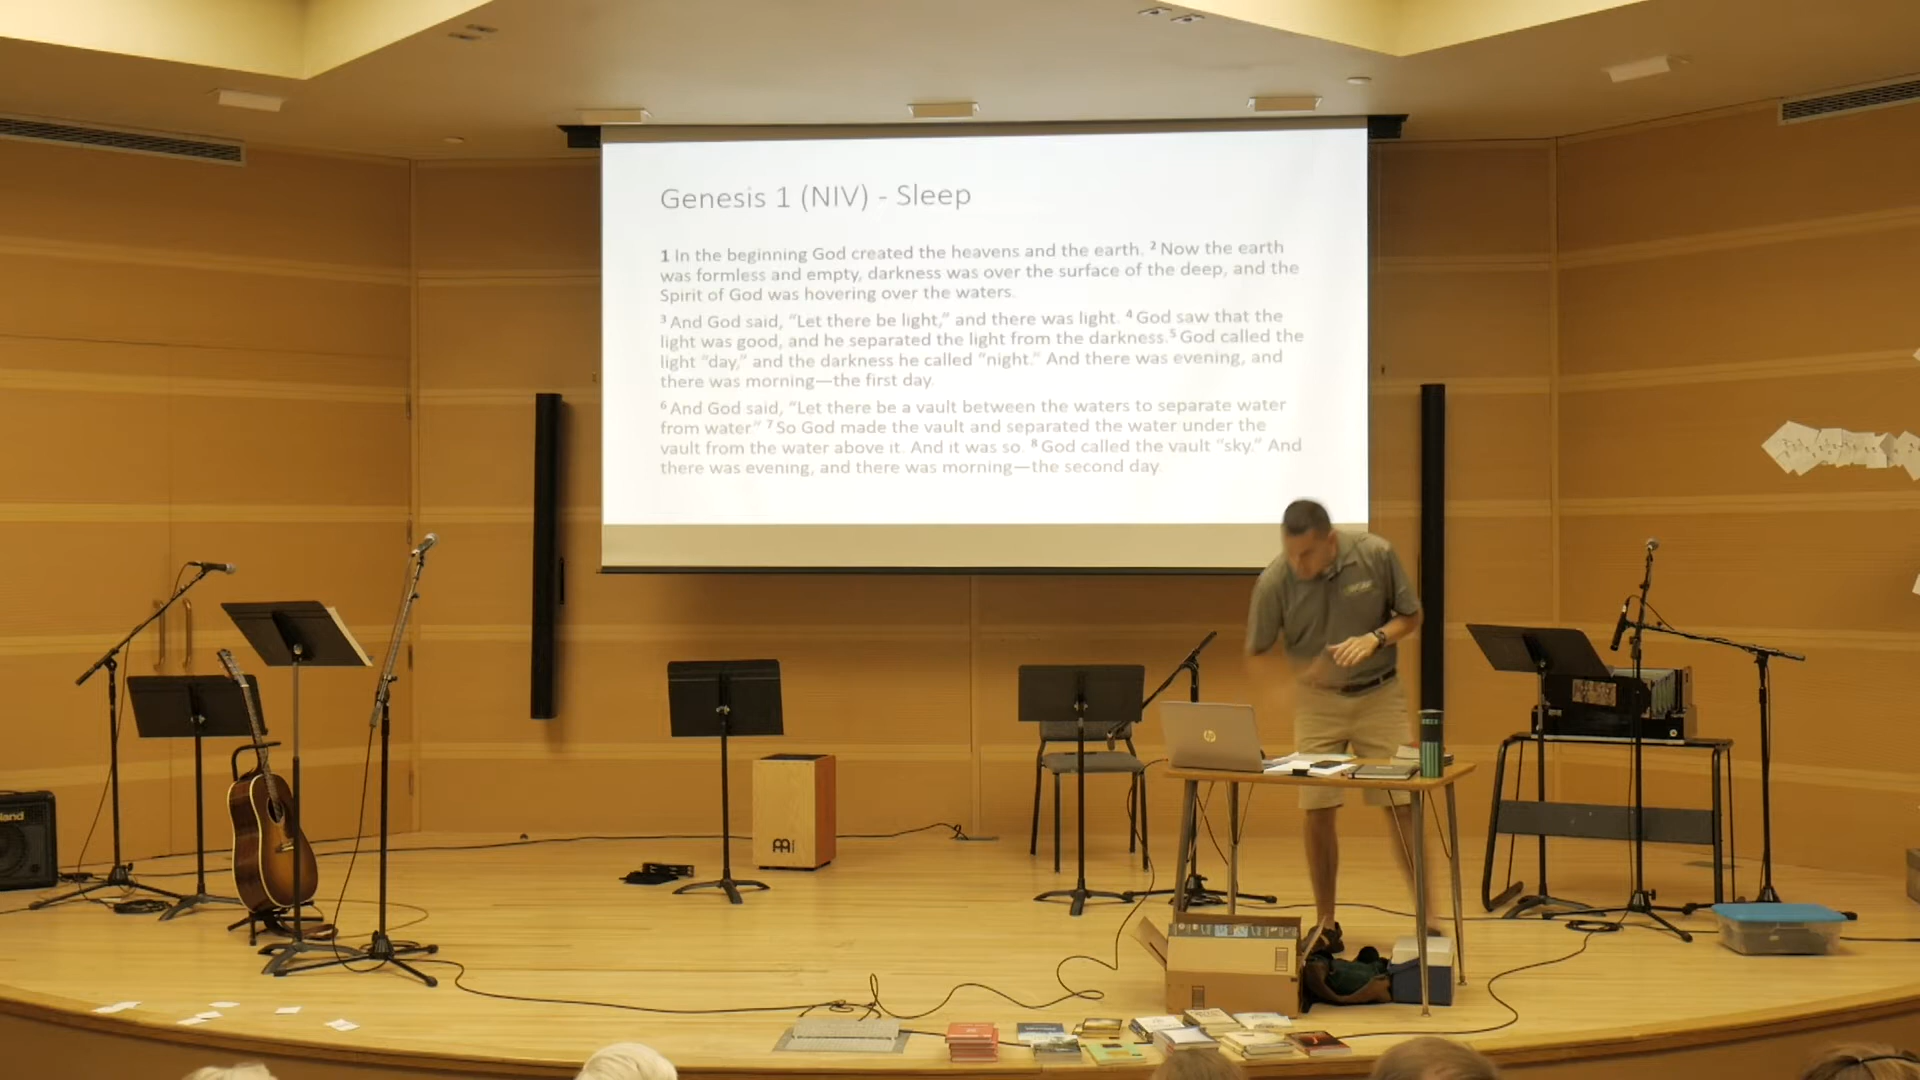 Genesis 1 (NIV) - Sleep
1 In the beginning God created the heavens and the earth. 2 Now the earth
was formless and empty, darkness was over the surface of the deep, and the
Spirit of God was hovering over the waters.
3 And God said, “Let there be light,” and there was light. 4 God saw that the
light was good, and he separated the light from the darkness. 5 God called the
light “day,” and the darkness he called “night.” And there was evening, and
there was morning—the first day.
6 And God said, “Let there be a vault between the waters to separate water
from water.” 7 So God made the vault and separated the water under the
vault from the water above it. And it was so. 8 God called the vault “sky.” And
there was evening, and there was morning—the second day.
hp